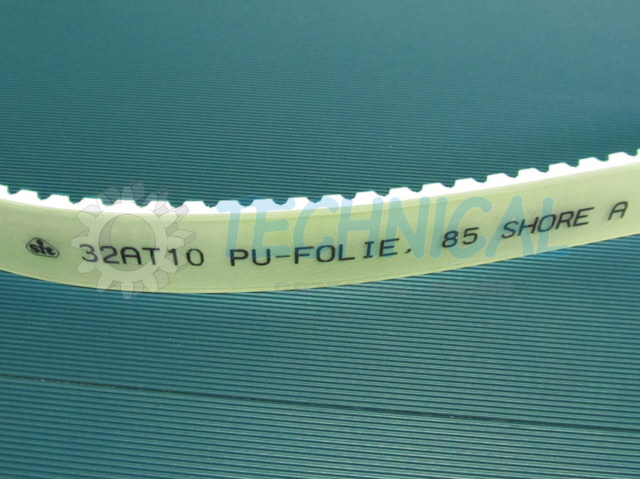 32AT10 PU-FOLIE, 85 SHORE A
TECHNICAL